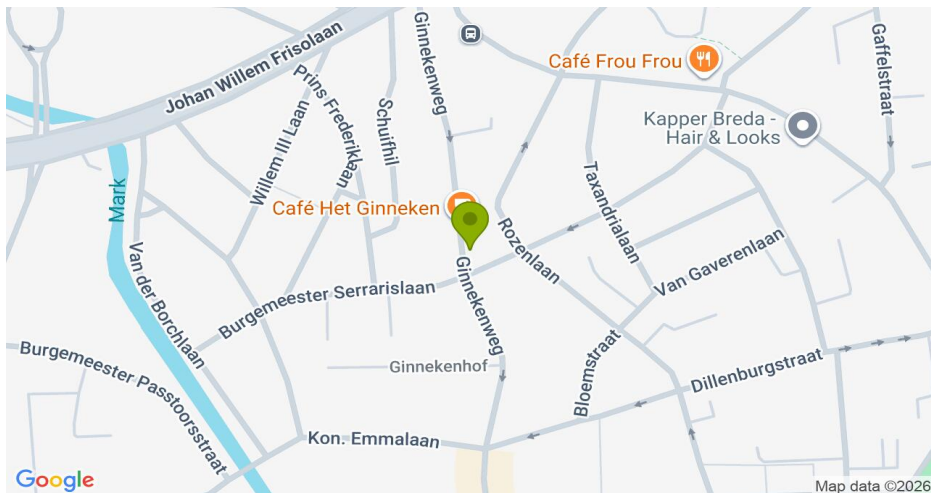 Johan Willem Frisolaan
Ginnekenweg
Café Frou Frou
Gaffelstraat
Kapper Breda -
Hair & Looks
Prins Frederiklaan
Schuifhil
Willem III Laan
Mark
Café Het Ginneken
Taxandrialaan
Rozenlaan
Van der Borchlaan
Burgemeester Serrarislaan
Ginnekenweg
Van Gaverenlaan
Burgemeester Passtoorsstraat
Ginnekenhof
Bloemstraat
Dillenburgstraat
Kon. Emmalaan
Google
Map data ©2026